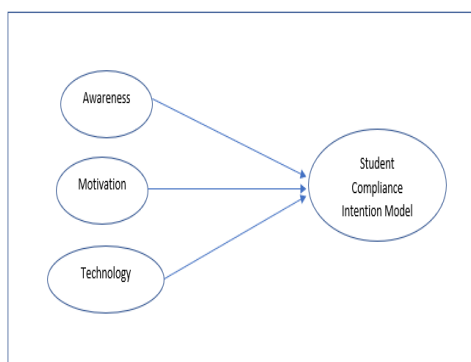 Awareness
Motivation
Technology
Student
Compliance
Intention Model